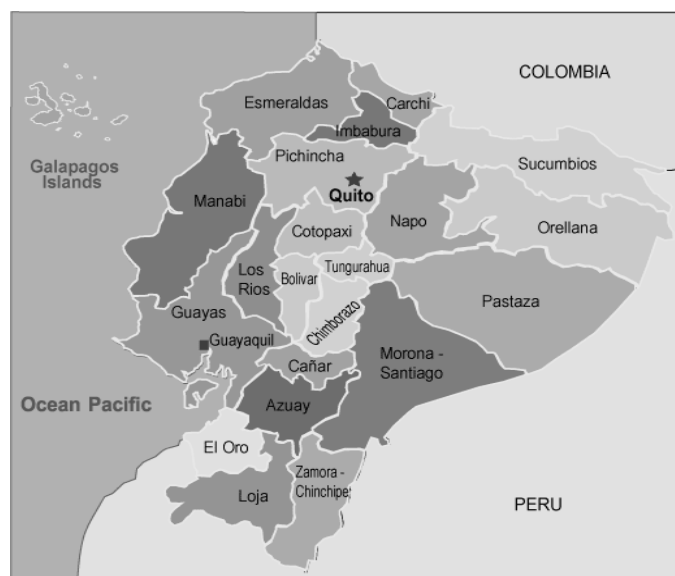 COLOMBIA
Esmeraldas
Carchi
Imbabura
Pichincha
Sucumbios
Galapagos
Islands
Quito
Manabi
Napo
Orellana
Cotopaxi
Los
Rios
Bolivar
Tungurahua
Pastaza
Guayas
Chimborazo
Guayaquil
Morona -
Santiago
Cañar
Ocean Pacific
Azuay
El Oro
Zamora -
Chinchipe
Loja
PERU